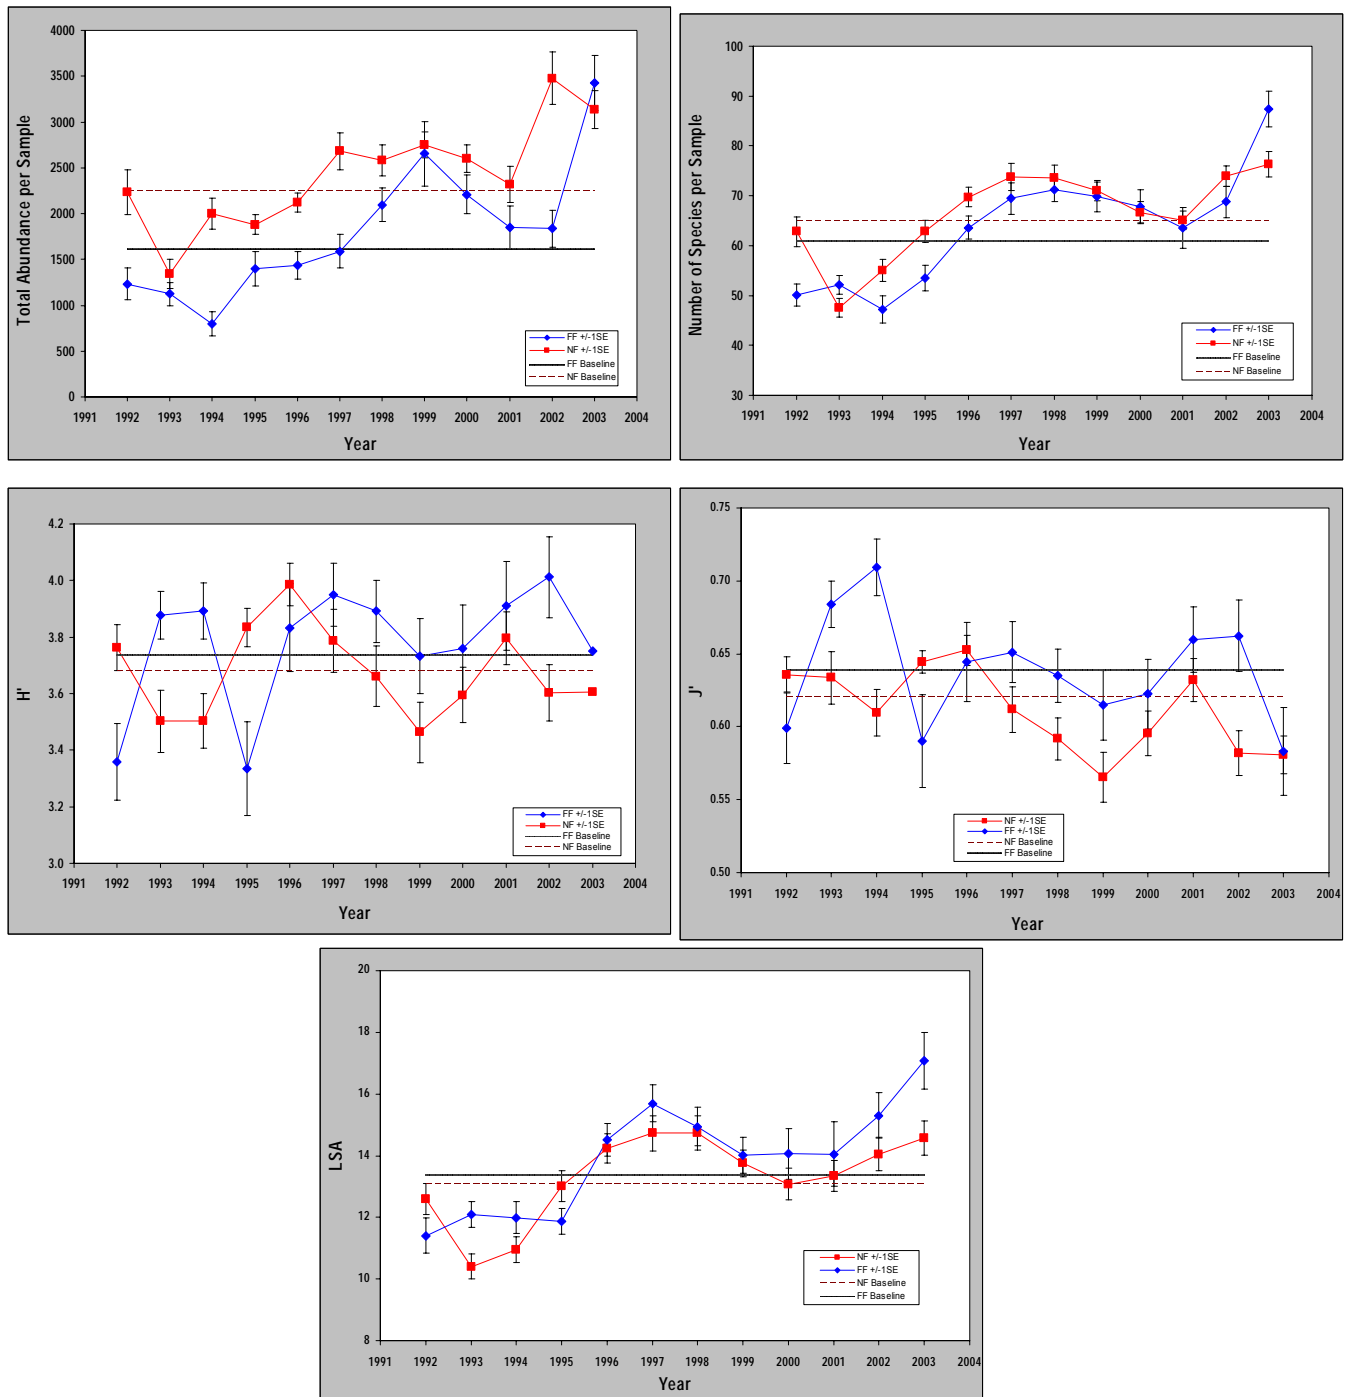 Total Abundance per Sample
4000
3500
3000
2500
2000
1500
1000
500
0
FF +/-1SE
NF +/-1SE
FF Baseline
NF Baseline
1991 1992 1993 1994 1995 1996 1997 1998 1999 2000 2001 2002 2003 2004
Year
Number of Species per Sample
100
90
80
70
60
50
40
30
FF +/-1SE
NF +/-1SE
FF Baseline
NF Baseline
1991 1992 1993 1994 1995 1996 1997 1998 1999 2000 2001 2002 2003 2004
Year
H'
4.2
4.0
3.8
3.6
3.4
3.2
3.0
FF +/-1SE
NF +/-1SE
FF Baseline
NF Baseline
1991 1992 1993 1994 1995 1996 1997 1998 1999 2000 2001 2002 2003 2004
Year
J'
0.75
0.70
0.65
0.60
0.55
0.50
NF +/-1SE
FF +/-1SE
NF Baseline
FF Baseline
1991 1992 1993 1994 1995 1996 1997 1998 1999 2000 2001 2002 2003 2004
Year
LSA
20
18
16
14
12
10
8
NF +/-1SE
FF +/-1SE
NF Baseline
FF Baseline
1991 1992 1993 1994 1995 1996 1997 1998 1999 2000 2001 2002 2003 2004
Year